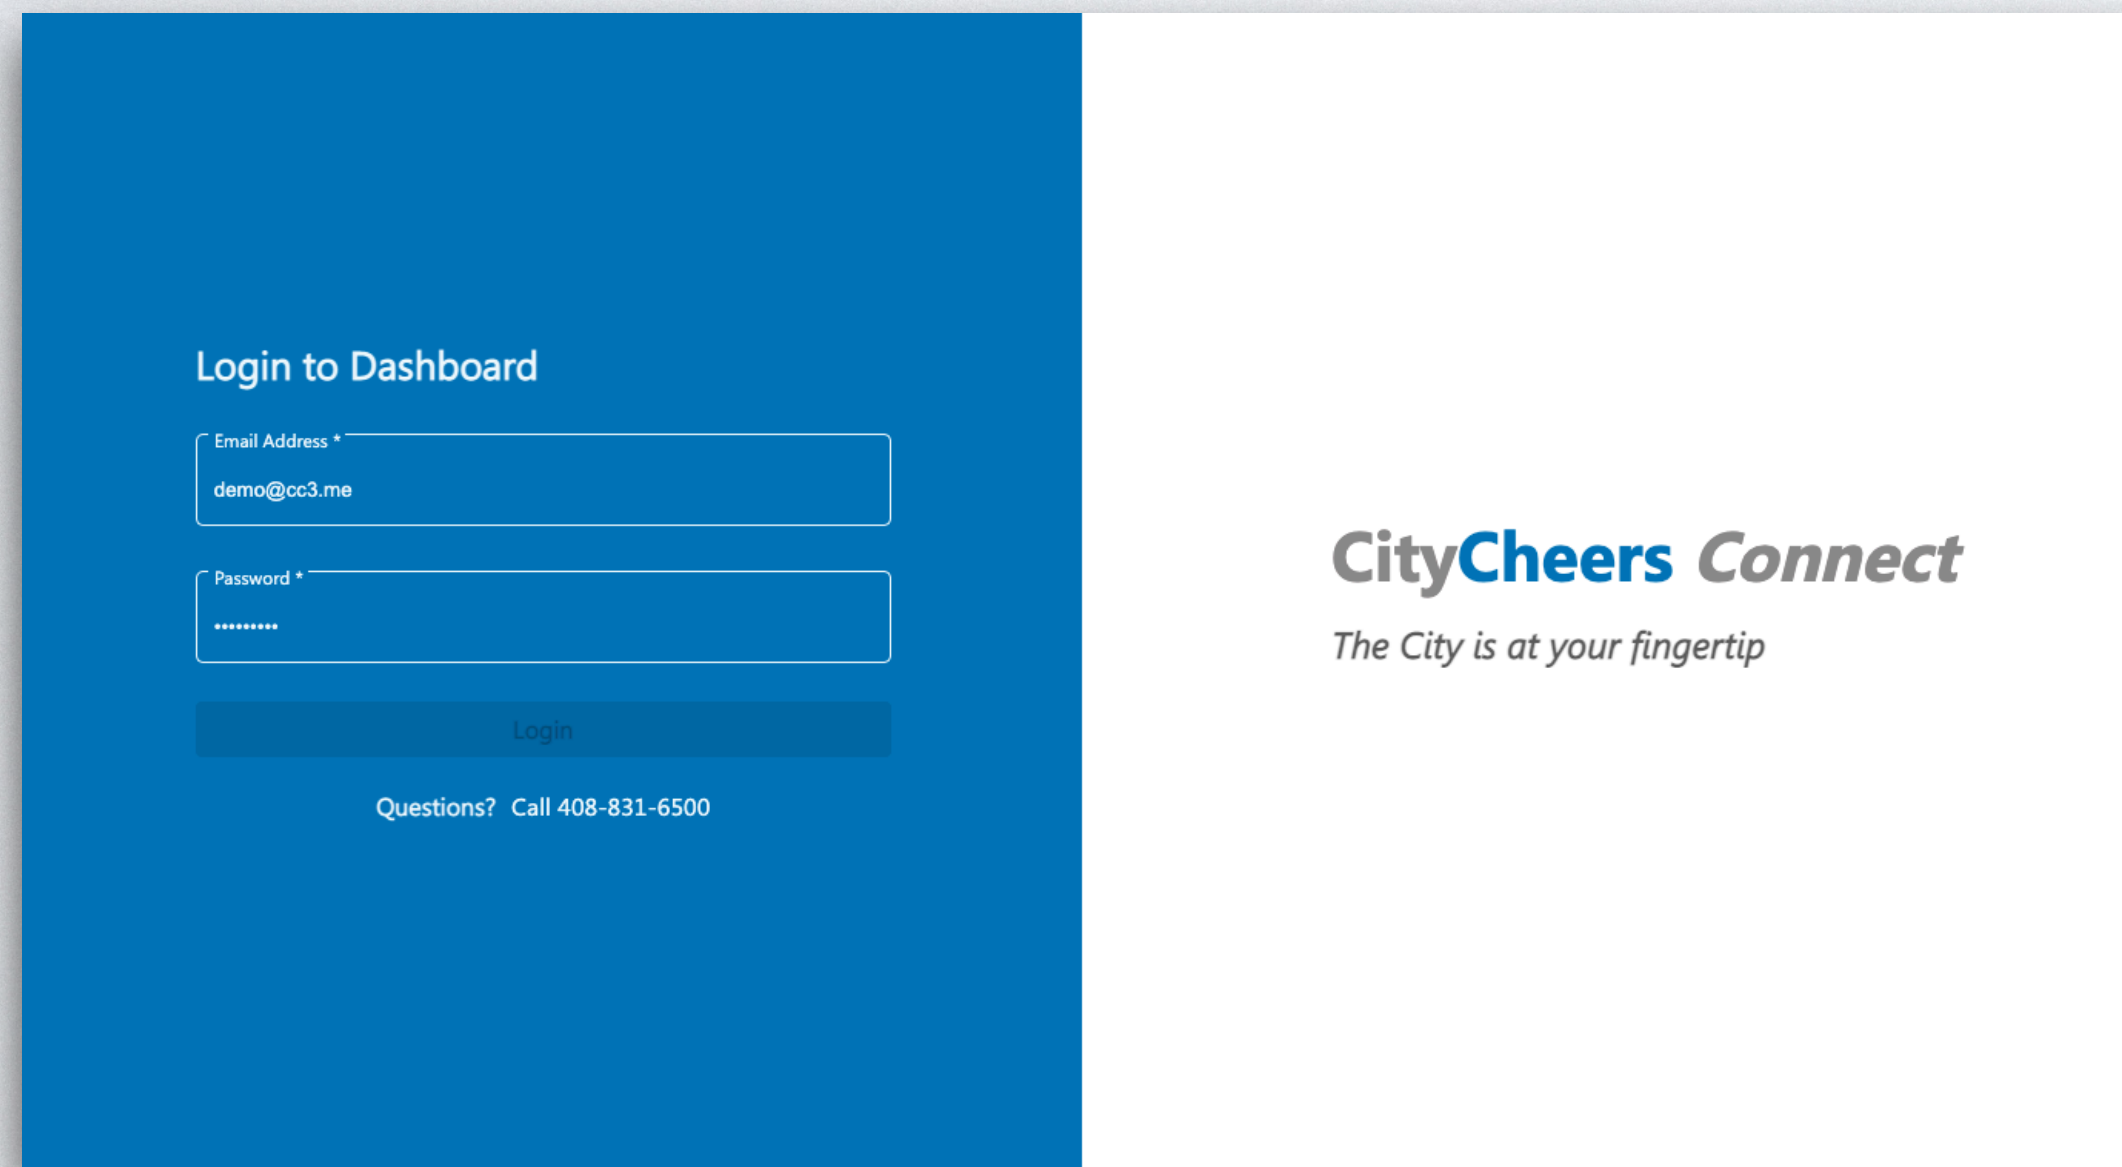 Login to Dashboard
Email Address *
demo@cc3.me
Password *
•••••••••
Login
Questions? Call 408-831-6500
CityCheers Connect
The City is at your fingertip